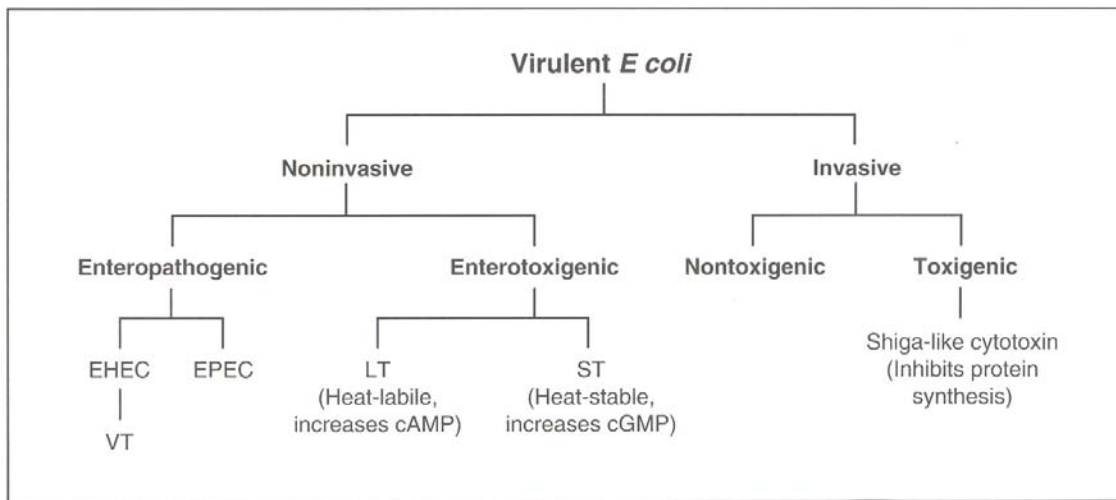 Virulent E coli
Noninvasive
Invasive
Enteropathogenic
Enterotoxigenic
Nontoxigenic
Toxigenic
EHEC
EPEC
VT
LT
(Heat-labile,
increases cAMP)
ST
(Heat-stable,
increases cGMP)
Shiga-like cytotoxin
(Inhibits protein
synthesis)